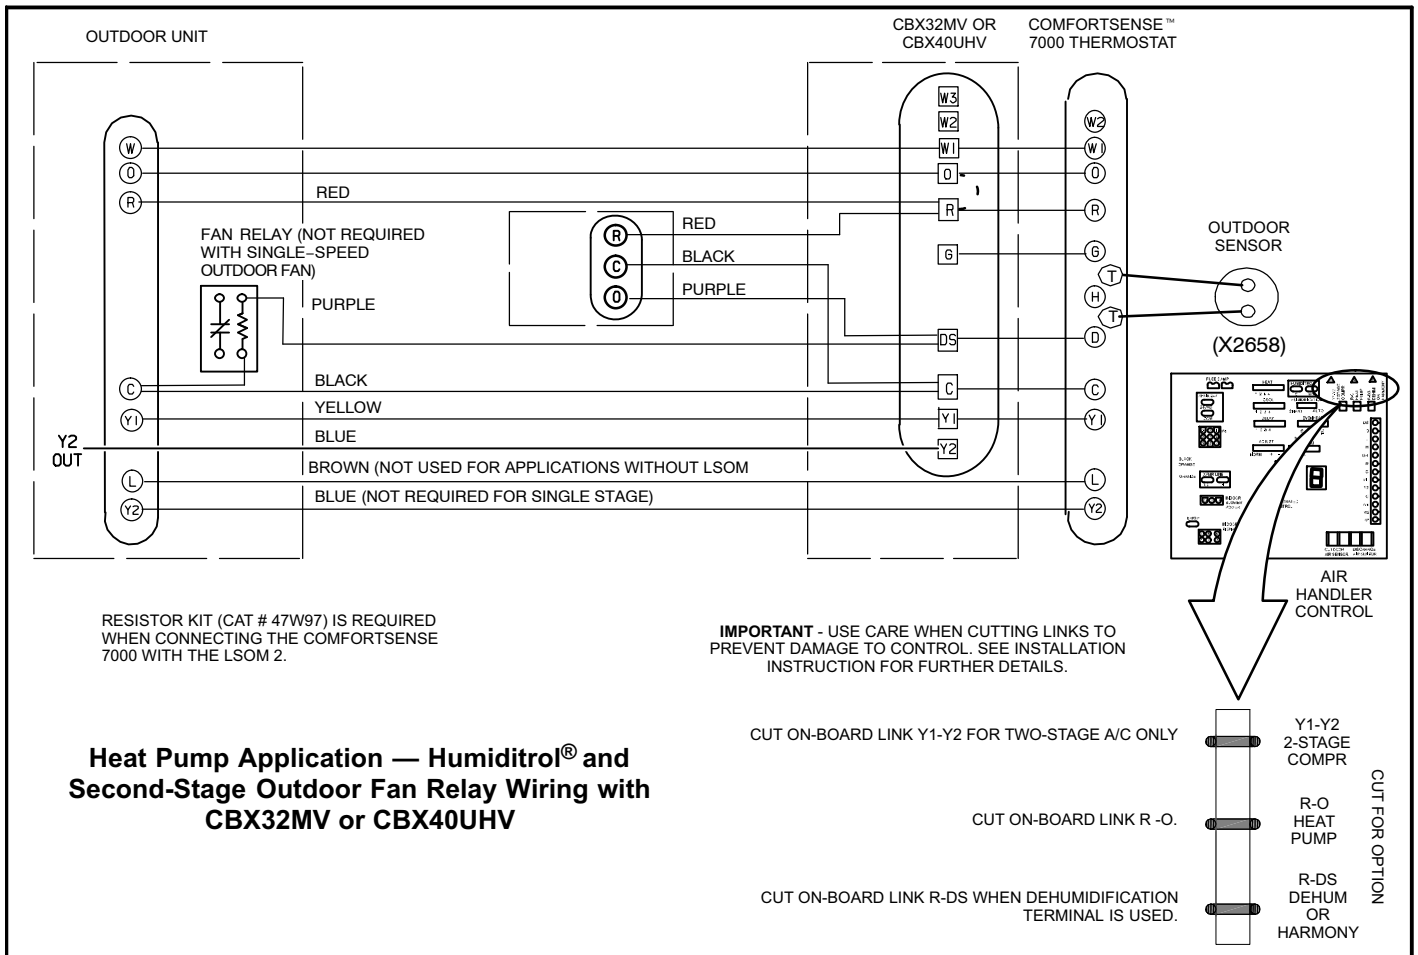 OUTDOOR UNIT
CBX32MV OR
CBX40UHV
COMFORTSENSE™
7000 THERMOSTAT
W3
W2
W1
O
R
G
DS
C
Y1
Y2
W2
W1
O
R
G
T
H
T
D
C
Y1
L
Y2
W
O
R
C
Y1
L
Y2
RED
FAN RELAY (NOT REQUIRED
WITH SINGLE-SPEED
OUTDOOR FAN)
PURPLE
R
C
O
RED
BLACK
PURPLE
OUTDOOR
SENSOR
(X2658)
BLACK
YELLOW
BLUE
Y2
OUT
BROWN (NOT USED FOR APPLICATIONS WITHOUT LSOM
BLUE (NOT REQUIRED FOR SINGLE STAGE)
AIR
HANDLER
CONTROL
RESISTOR KIT (CAT # 47W97) IS REQUIRED
WHEN CONNECTING THE COMFORTSENSE
7000 WITH THE LSOM 2.
IMPORTANT - USE CARE WHEN CUTTING LINKS TO
PREVENT DAMAGE TO CONTROL. SEE INSTALLATION
INSTRUCTION FOR FURTHER DETAILS.
Heat Pump Application — Humiditrol® and
Second-Stage Outdoor Fan Relay Wiring with
CBX32MV or CBX40UHV
CUT ON-BOARD LINK Y1-Y2 FOR TWO-STAGE A/C ONLY
Y1-Y2
2-STAGE
COMPR
CUT ON-BOARD LINK R -O.
R-O
HEAT
PUMP
CUT ON-BOARD LINK R-DS WHEN DEHUMIDIFICATION
TERMINAL IS USED.
R-DS
DEHUM
OR
HARMONY
CUT FOR OPTION